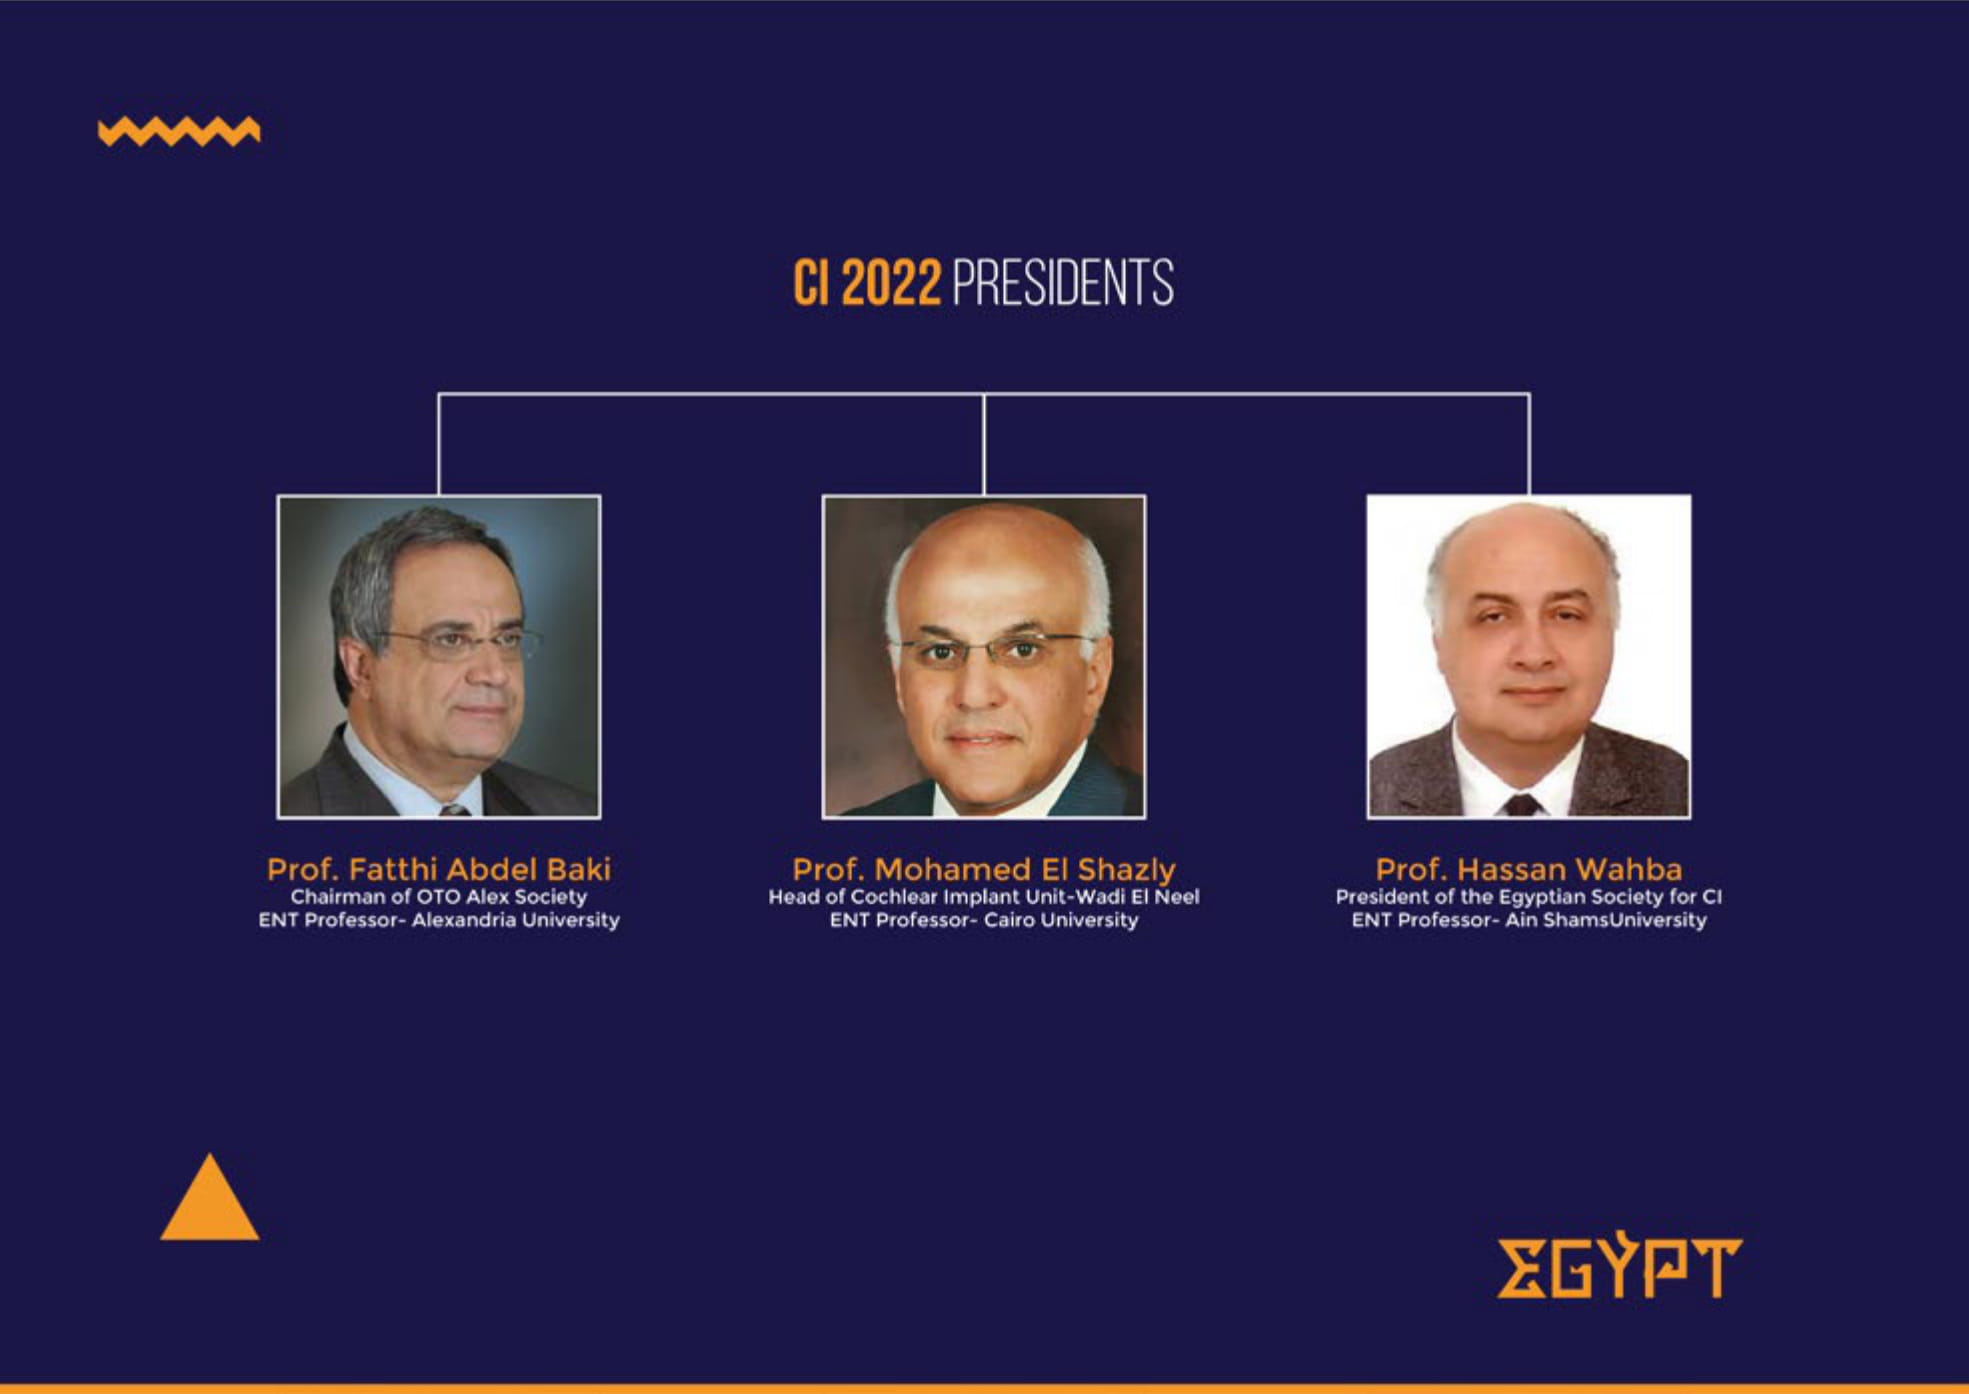 CI 2022 PRESIDENTS
Prof. Fatthi Abdel Baki
Chairman of OTO Alex Society
ENT Professor- Alexandria University
Prof. Mohamed El Shazly
Head of Cochlear Implant Unit-Wadi El Neel
ENT Professor- Cairo University
Prof. Hassan Wahba
President of the Egyptian Society for CI
ENT Professor- Ain ShamsUniversity
EGYPT